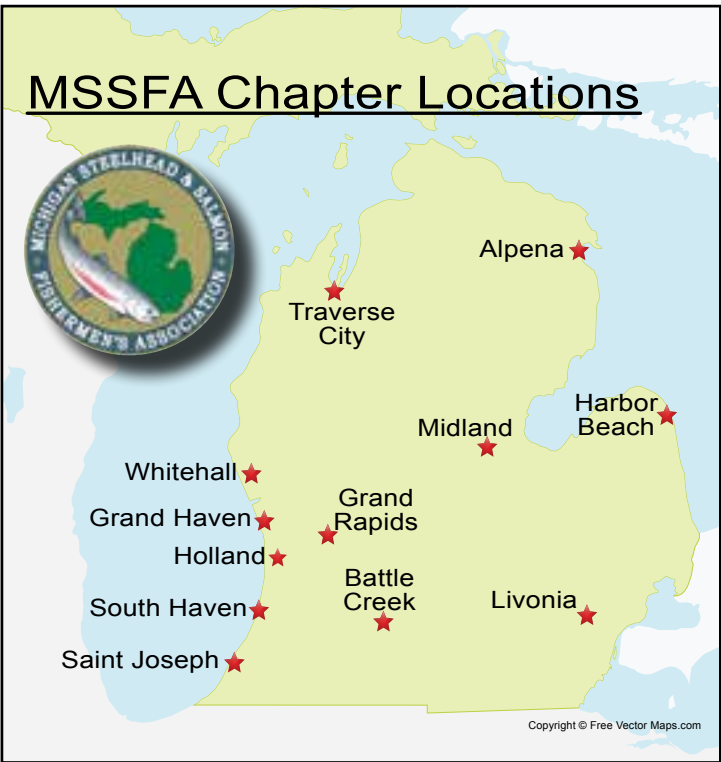 MSSFA Chapter Locations
MICHIGAN STEELHEAD & SALMON
FISHERMEN'S ASSOCIATION
Alpena
Traverse
City
Harbor
Beach
Midland
Whitehall
Grand
Rapids
Grand Haven
Holland
Battle
Creek
South Haven
Livonia
Saint Joseph
Copyright © Free Vector Maps.com